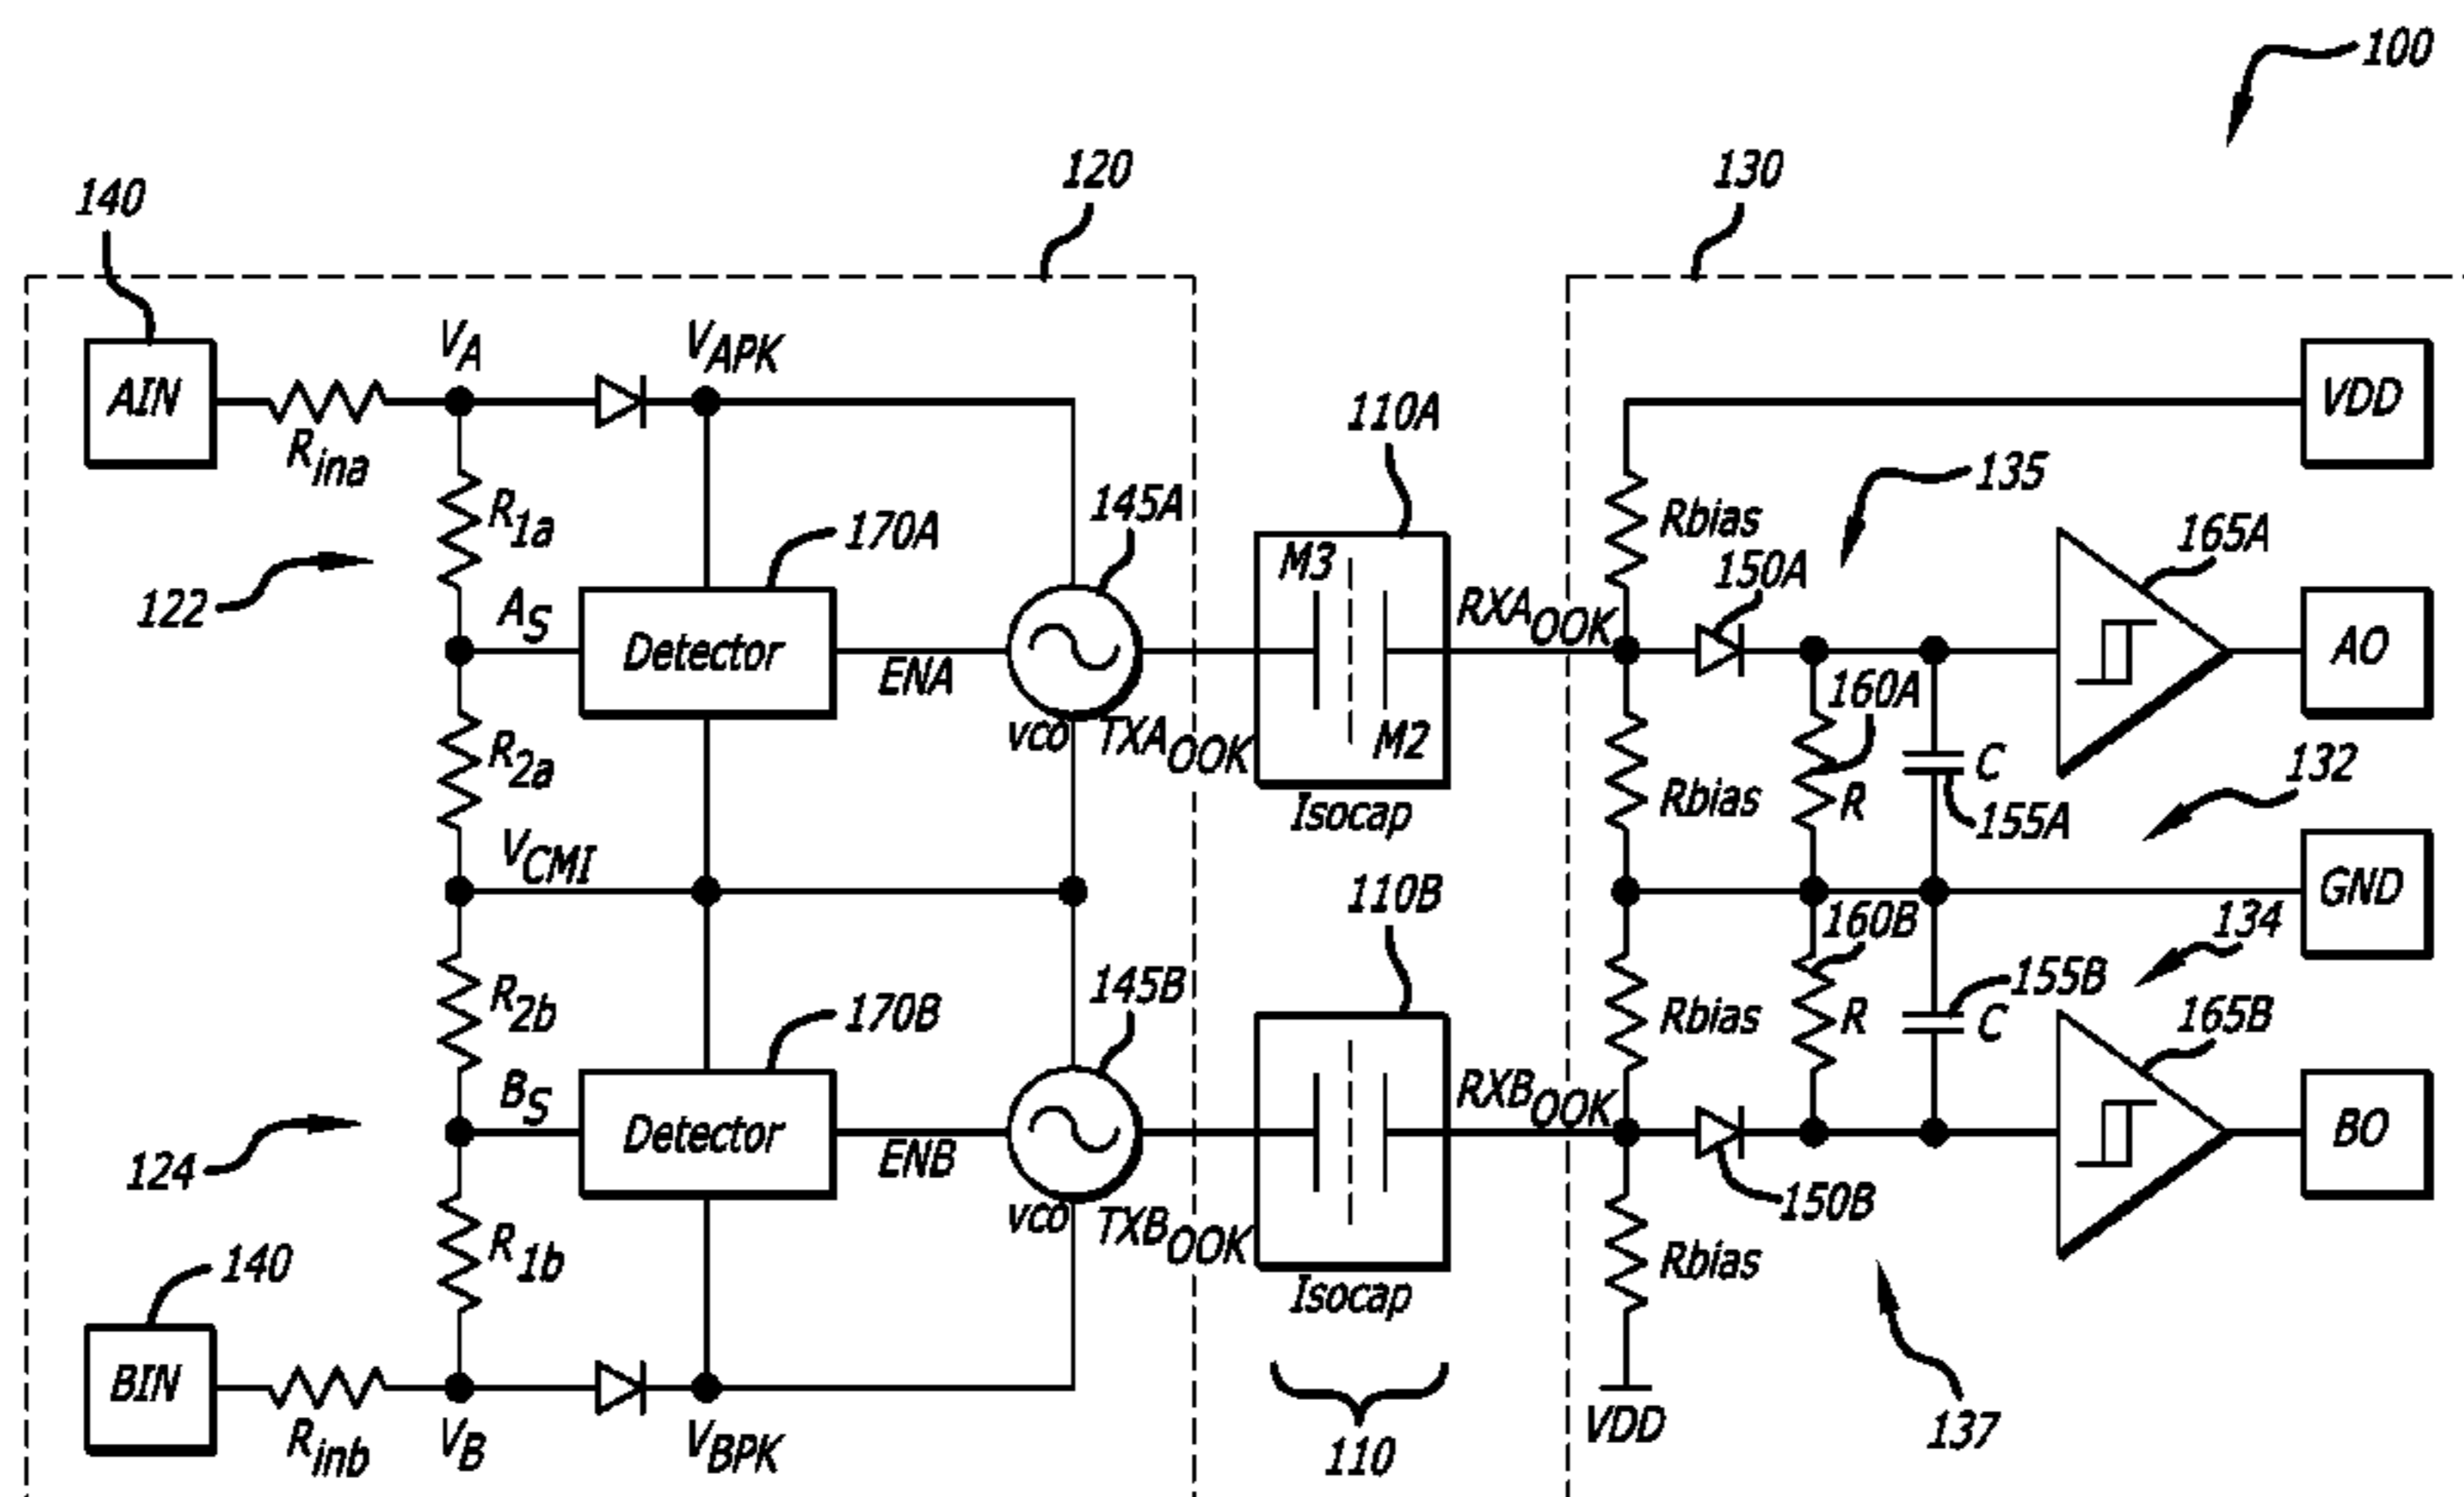 100
120
130
140
AIN
Rina
VA
VAPK
110A
VDD
R1a
170A
145A
M3
Rbias
135
150A
165A
122
AS
Detector
ENA
vco
TXAOOK
M2
Isocap
RXAOOK
160A
R
C
155A
AO
132
R2a
Rbias
VCMI
110B
GND
160B
134
R2b
170B
145B
Rbias
R
155B
C
165B
124
BS
Detector
ENB
vco
TXBOOK
Isocap
RXBOOK
150B
BO
R1b
Rbias
140
BIN
Rinb
VB
VBPK
110
VDD
137